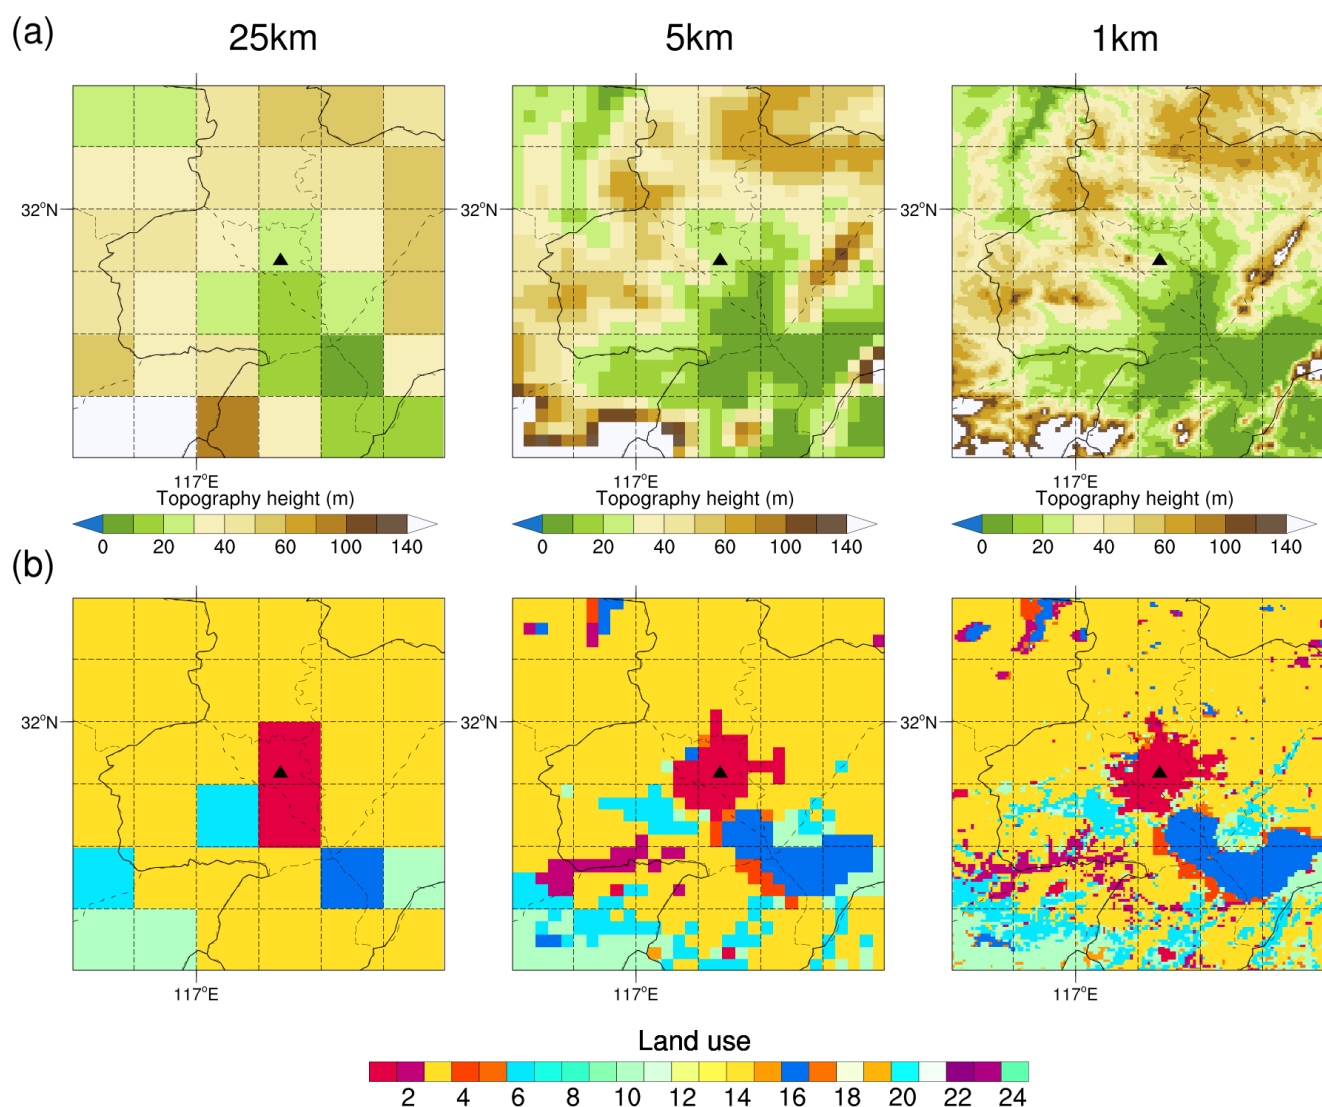 (a)
25km 5km 1km
32°N 32°N 32°N
117°E 117°E 117°E
Topography height (m) Topography height (m) Topography height (m)
0 20 40 60 100 140 0 20 40 60 100 140 0 20 40 60 100 140
(b)
32°N 32°N 32°N
117°E 117°E 117°E
Land use
2 4 6 8 10 12 14 16 18 20 22 24